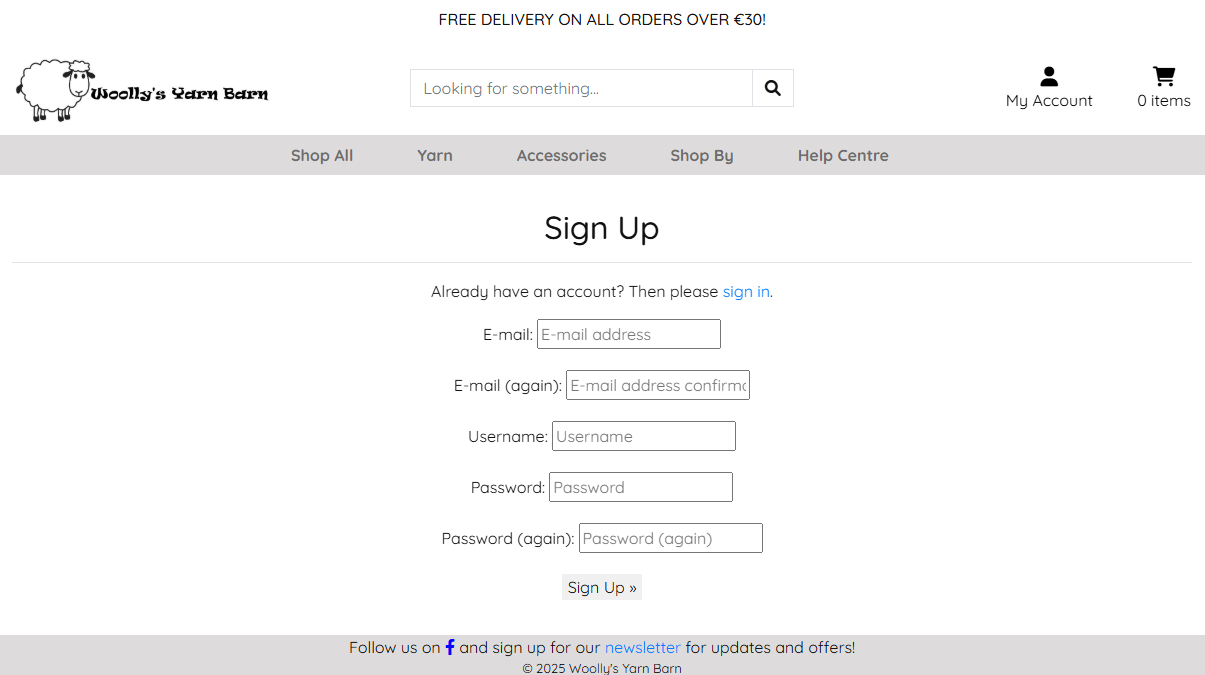 FREE DELIVERY ON ALL ORDERS OVER €30!
Woolly's Yarn Barn
Looking for something...
My Account
0 items
Shop All Yarn Accessories Shop By Help Centre
Sign Up
Already have an account? Then please sign in.
E-mail: E-mail address
E-mail (again): E-mail address confirma
Username: Username
Password: Password
Password (again): Password (again)
Sign Up »
Follow us on f and sign up for our newsletter for updates and offers!
© 2025 Woolly's Yarn Barn